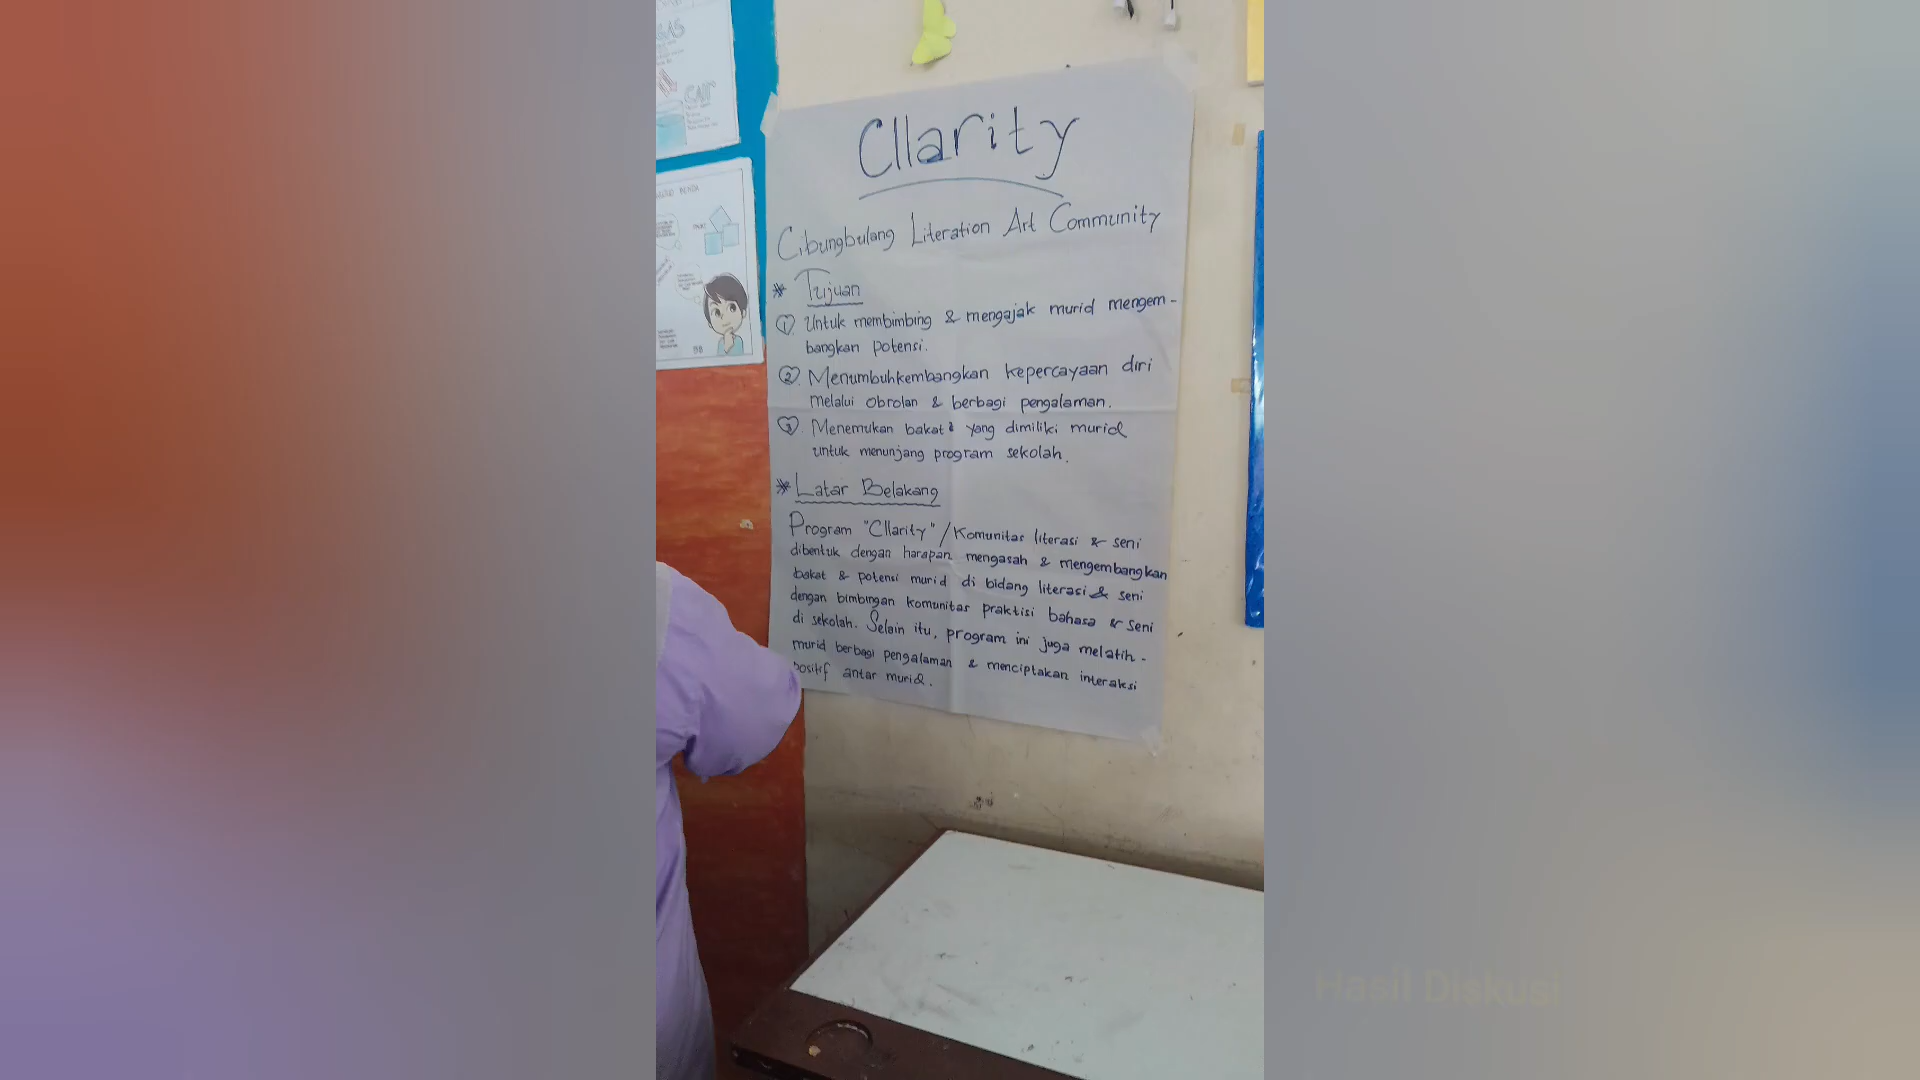 CAIR
PADAT
Cllarity
Cibungbulang Literation Art Community
* Tujuan
1 Untuk membimbing & mengajak murid mengem-
bangkan potensi.
2 Menumbuhkembangkan kepercayaan diri
melalui obrolan & berbagi pengalaman.
3 Menemukan bakat² yang dimiliki murid
untuk menunjang program sekolah.
* Latar Belakang
Program "Cllarity" / Komunitas literasi & seni
dibentuk dengan harapan mengasah & mengembangkan
bakat & potensi murid di bidang literasi & seni
dengan bimbingan komunitas praktisi bahasa & seni
di sekolah. Selain itu, program ini juga melatih -
murid berbagi pengalaman & menciptakan interaksi
positif antar murid.
Hasil Diskusi